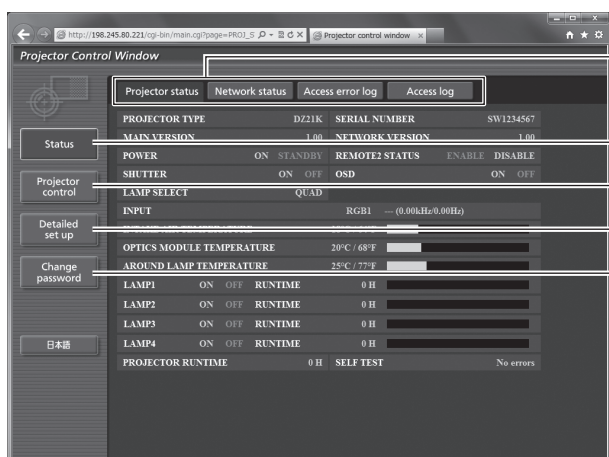 http://198.245.80.221/cgi-bin/main.cgi?page=PROJ_S
Projector control window
Projector Control Window
Projector status Network status Access error log Access log
Status
Projector control
Detailed set up
Change password
日本語
PROJECTOR TYPE DZ21K SERIAL NUMBER SW1234567
MAIN VERSION 1.00 NETWORK VERSION 1.00
POWER ON STANDBY REMOTE2 STATUS ENABLE DISABLE
SHUTTER ON OFF OSD ON OFF
LAMP SELECT QUAD
INPUT RGB1 --- (0.00kHz/0.00Hz)
OPTICS MODULE TEMPERATURE 20°C / 68°F
AROUND LAMP TEMPERATURE 25°C / 77°F
LAMP1 ON OFF RUNTIME 0 H
LAMP2 ON OFF RUNTIME 0 H
LAMP3 ON OFF RUNTIME 0 H
LAMP4 ON OFF RUNTIME 0 H
PROJECTOR RUNTIME 0 H SELF TEST No errors